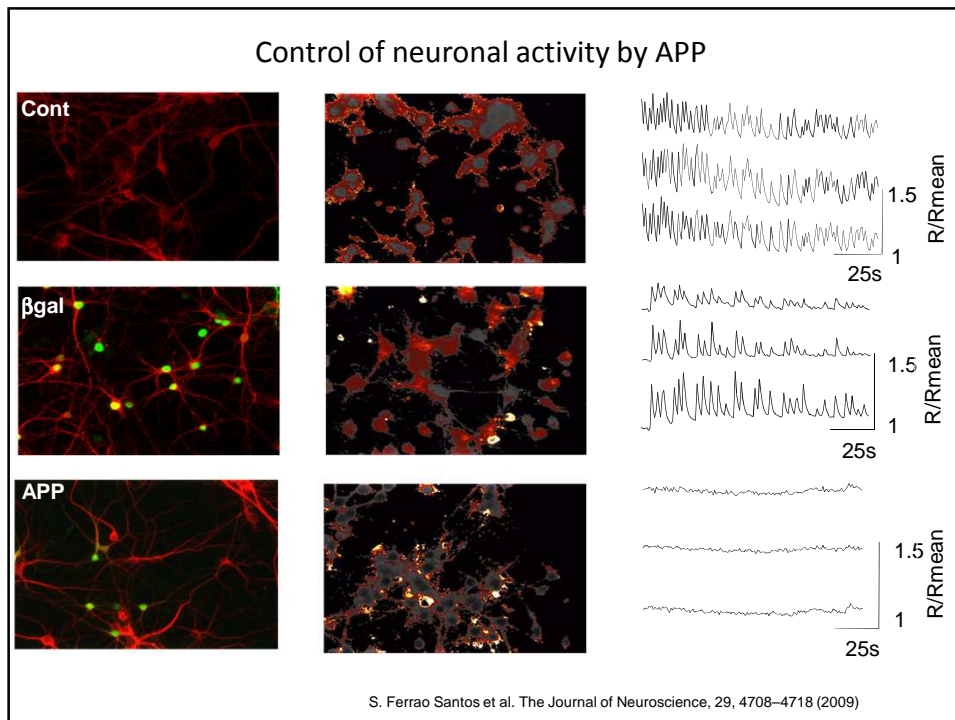 Control of neuronal activity by APP
Cont
1.5
1
R/Rmean
25s
βgal
1.5
1
R/Rmean
25s
APP
1.5
1
R/Rmean
25s
S. Ferrao Santos et al. The Journal of Neuroscience, 29, 4708–4718 (2009)